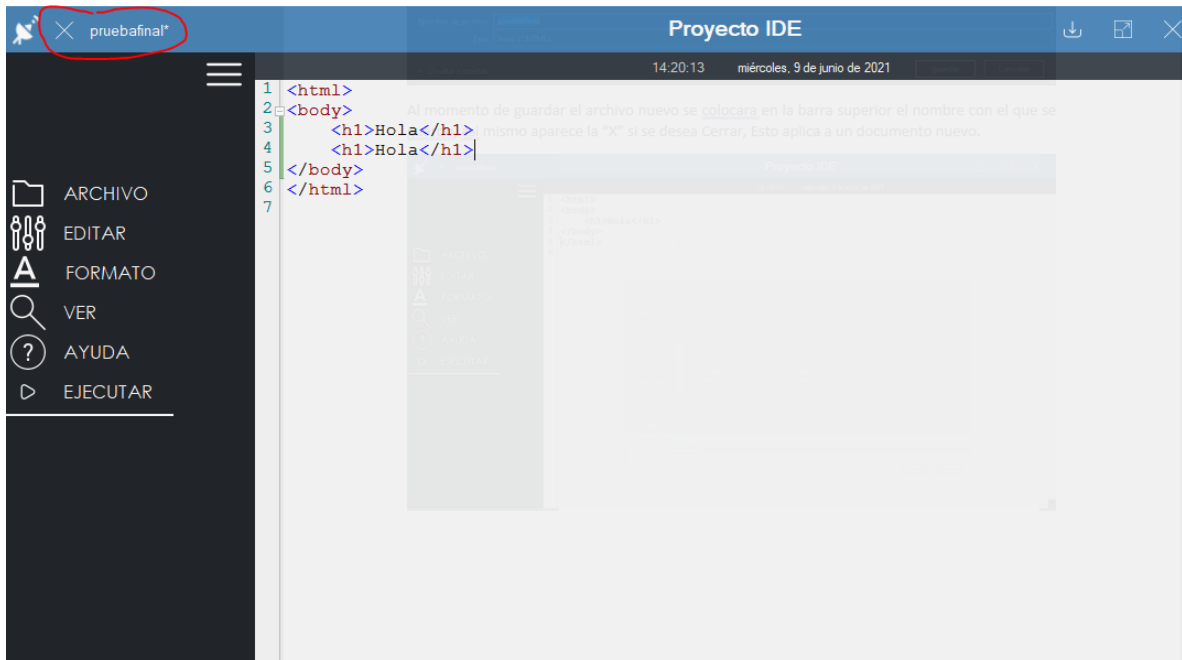 pruebafinal*
Proyecto IDE
14:20:13 miércoles, 9 de junio de 2021
1 <html>
2 <body>
3 <h1>Hola</h1>
4 <h1>Hola</h1>
5 </body>
6 </html>
7
Al momento de guardar el archivo nuevo se colocara en la barra superior el nombre con el que se
mismo aparece la "X" si se desea Cerrar, Esto aplica a un documento nuevo.
Proyecto IDE
ARCHIVO
EDITAR
FORMATO
VER
AYUDA
EJECUTAR